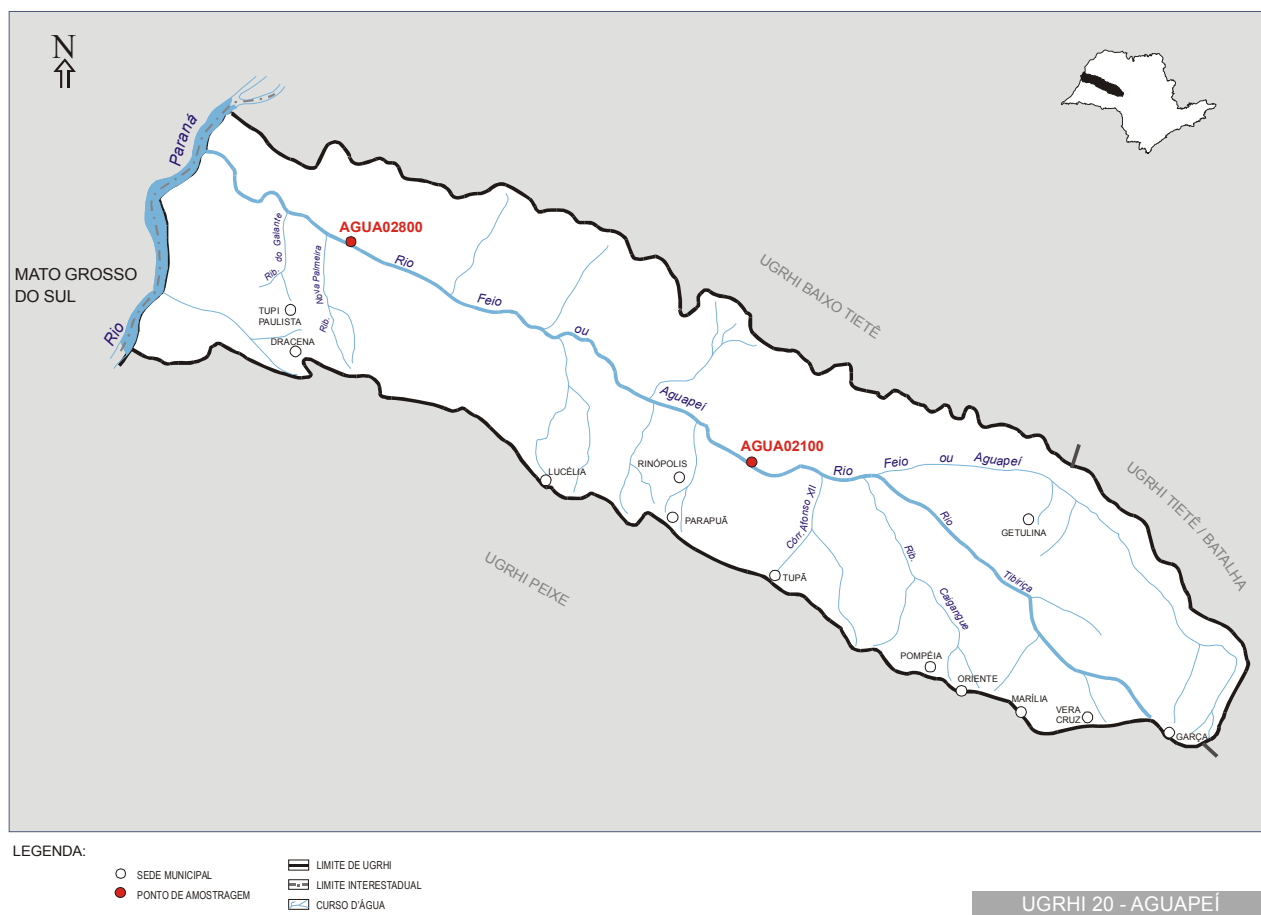 N
Paraná
Rio
MATO GROSSO
DO SUL
AGUA02800
Rib. do Galante
Rib. Nova Palmeira
TUPI
PAULISTA
DRACENA
Rio Feio ou Aguapeí
UGRHI BAIXO TIETÊ
AGUA02100
LUCÉLIA
RINÓPOLIS
PARAPUÃ
Rio Feio ou Aguapeí
UGRHI TIETÊ / BATALHA
Córr. Afonso XII
TUPÃ
UGRHI PEIXE
GETULINA
Rio Tibiriça
Rib. Caigangue
POMPÉIA
ORIENTE
MARÍLIA
VERA
CRUZ
GARÇA
LEGENDA:
SEDE MUNICIPAL
PONTO DE AMOSTRAGEM
LIMITE DE UGRHI
LIMITE INTERESTADUAL
CURSO D'ÁGUA
UGRHI 20 - AGUAPEÍ